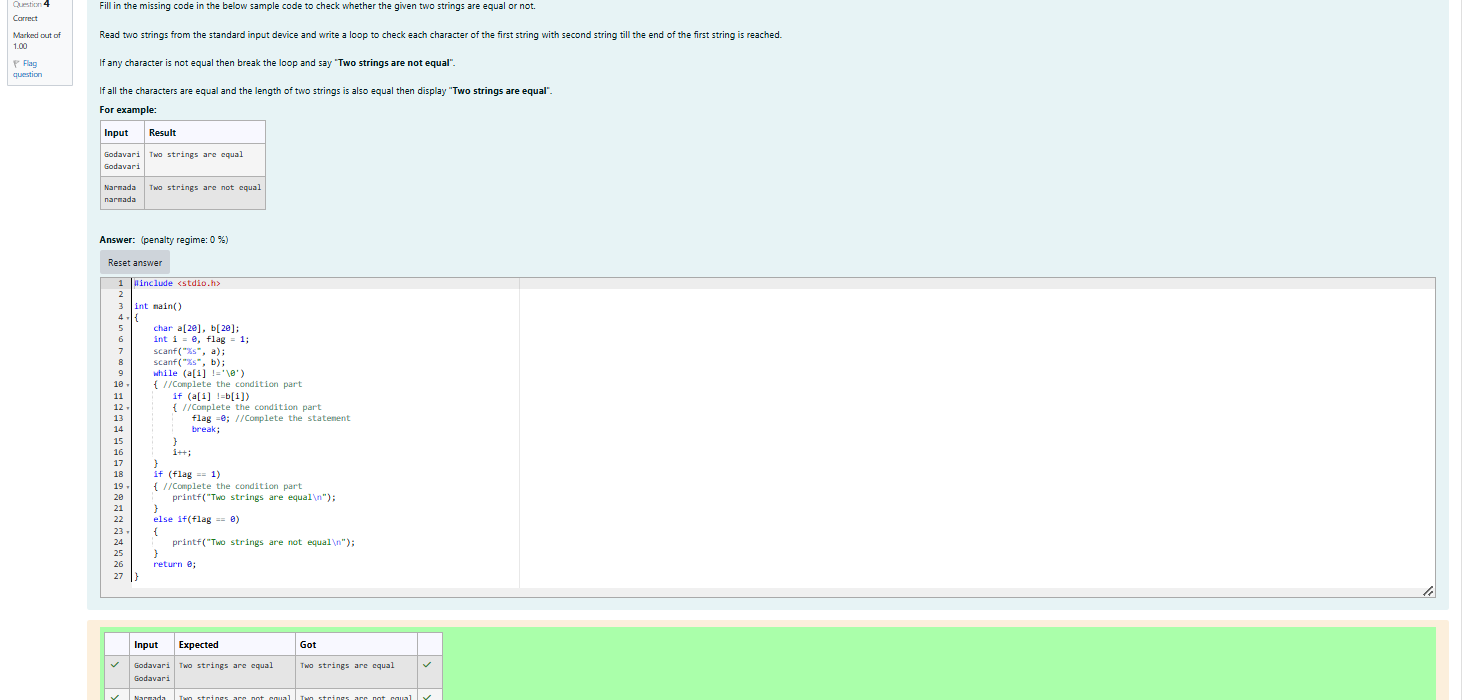 Question 4
Correct
Marked out of
1.00
Flag
question
Fill in the missing code in the below sample code to check whether the given two strings are equal or not.
Read two strings from the standard input device and write a loop to check each character of the first string with second string till the end of the first string is reached.
If any character is not equal then break the loop and say "Two strings are not equal".
If all the characters are equal and the length of two strings is also equal then display "Two strings are equal".
For example:
Input Result
Godavari Two strings are equal
Godavari
Narmada Two strings are not equal
narmada
Answer: (penalty regime: 0 %)
Reset answer
1 #include <stdio.h>
2
3 int main()
4 {
5 char a[20], b[20];
6 int i = 0, flag = 1;
7 scanf("%s", a);
8 scanf("%s", b);
9 while (a[i] !='\0')
10 { //Complete the condition part
11 if (a[i] !=b[i])
12 { //Complete the condition part
13 flag =0; //Complete the statement
14 break;
15 }
16 i++;
17 }
18 if (flag == 1)
19 { //Complete the condition part
20 printf("Two strings are equal\n");
21 }
22 else if(flag == 0)
23 {
24 printf("Two strings are not equal\n");
25 }
26 return 0;
27 }
Input Expected Got
Godavari Two strings are equal Two strings are equal
Godavari
Narmada Two strings are not equal Two strings are not equal